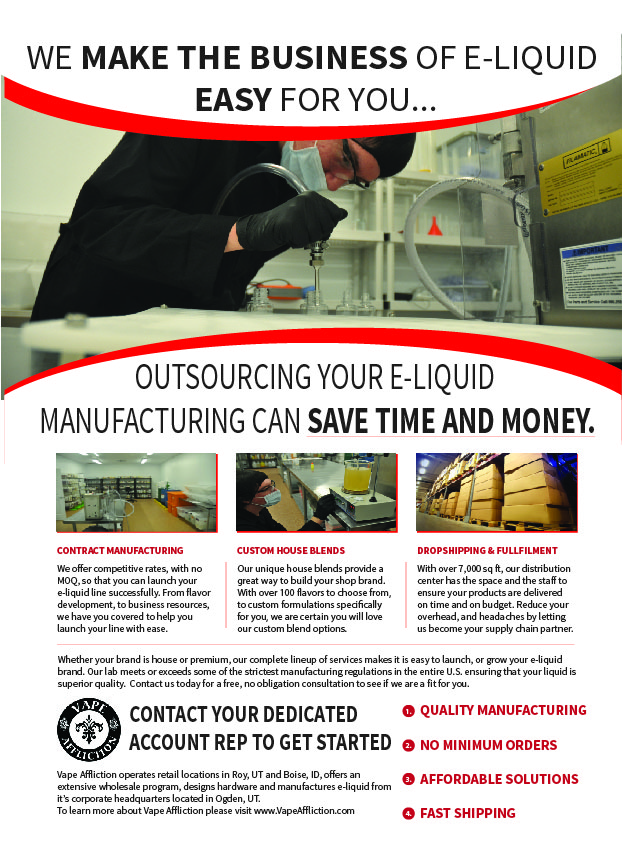 WE MAKE THE BUSINESS OF E-LIQUID
EASY FOR YOU...
FLAMATIC.
IMPORTANT
OUTSOURCING YOUR E-LIQUID
MANUFACTURING CAN SAVE TIME AND MONEY.
CONTRACT MANUFACTURING
We offer competitive rates, with no
MOQ, so that you can launch your
e-liquid successfully. From flavor
development, to business resources,
we have you covered to help you
launch your line with ease.
CUSTOM HOUSE BLENDS
Our unique house blends provide a
great way to build your shop brand.
With over 100 flavors to choose from,
to custom formulations specifically
for you, we are certain you will love
our custom blend options.
DROPSHIPPING & FULLFILMENT
With over 7,000 sq ft, our distribution
center has the space and the staff to
ensure your products are delivered
on time and on budget. Reduce your
overhead, and headaches by letting
us become your supply chain partner.
Whether your brand is house or premium, our complete lineup of services makes it is easy to launch, or grow your e-liquid
brand. Our lab meets or exceeds some of the strictest manufacturing regulations in the entire U.S. ensuring that your liquid is
superior quality. Contact us today for a free, no obligation consultation to see if we are a fit for you.
VAPE
AFFLICTION
CONTACT YOUR DEDICATED
ACCOUNT REP TO GET STARTED
Vape Affliction operates retail locations in Roy, UT and Boise, ID, offers an
extensive wholesale program, designs hardware and manufactures e-liquid from
it's corporate headquarters located in Ogden, UT.
To learn more about Vape Affliction please visit www.VapeAffliction.com
1. QUALITY MANUFACTURING
2. NO MINIMUM ORDERS
3. AFFORDABLE SOLUTIONS
4. FAST SHIPPING